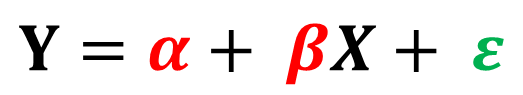 Y = α + βX + ε